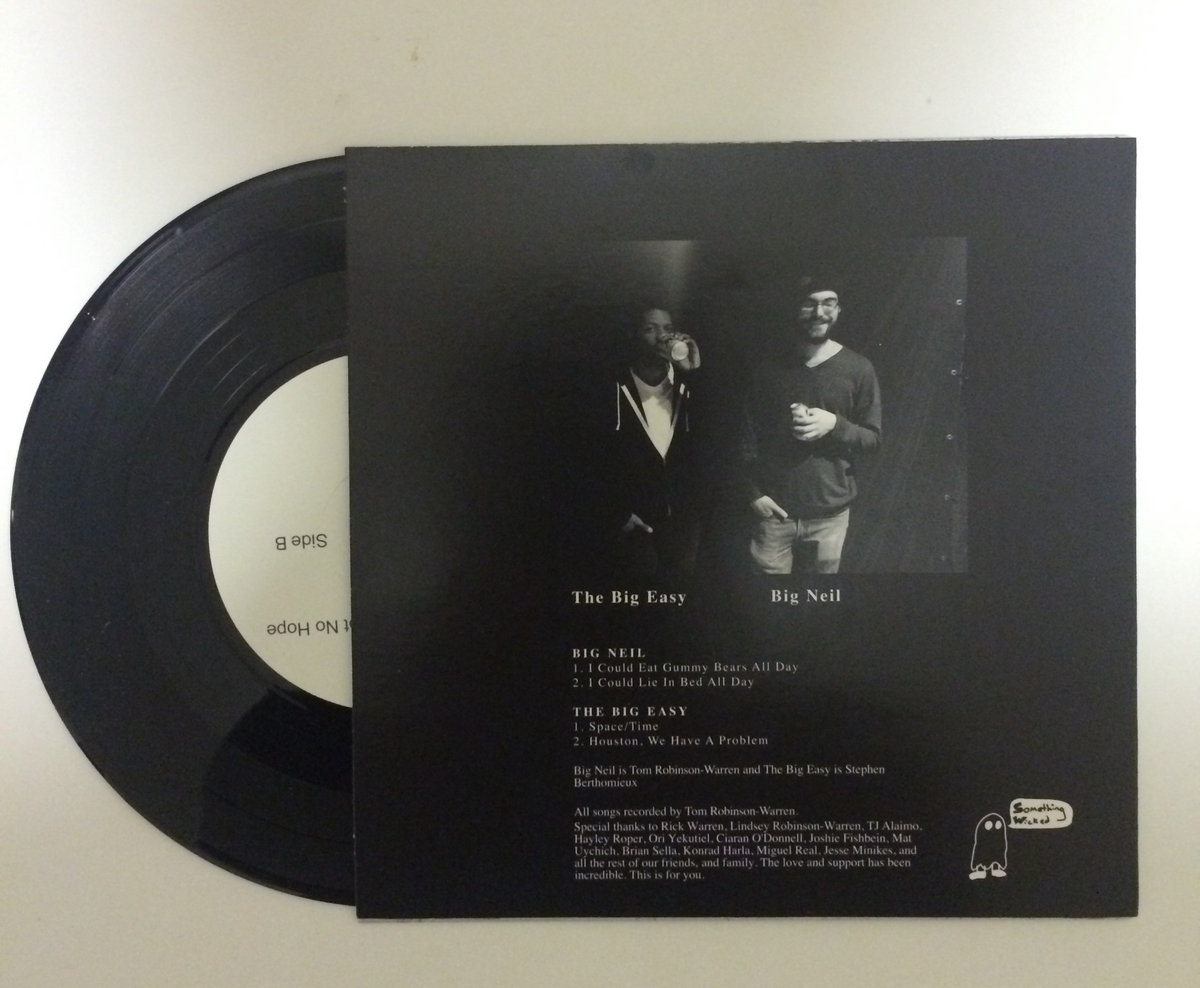 Side B
No Hope
The Big Easy
Big Neil
BIG NEIL
1. I Could Eat Gummy Bears All Day
2. I Could Lie In Bed All Day
THE BIG EASY
1. Space/Time
2. Houston, We Have A Problem
Big Neil is Tom Robinson-Warren and The Big Easy is Stephen
Berthomieux
All songs recorded by Tom Robinson-Warren.
Special thanks to Rick Warren, Lindsey Robinson-Warren, TJ Alaimo,
Hayley Roper, Ori Yekutiel, Ciaran O'Donnell, Joshie Fishbein, Mat
Uychich, Brian Sella, Konrad Harla, Miguel Real, Jesse Minikes, and
all the rest of our friends, and family. The love and support has been
incredible. This is for you.
Something
Wicked